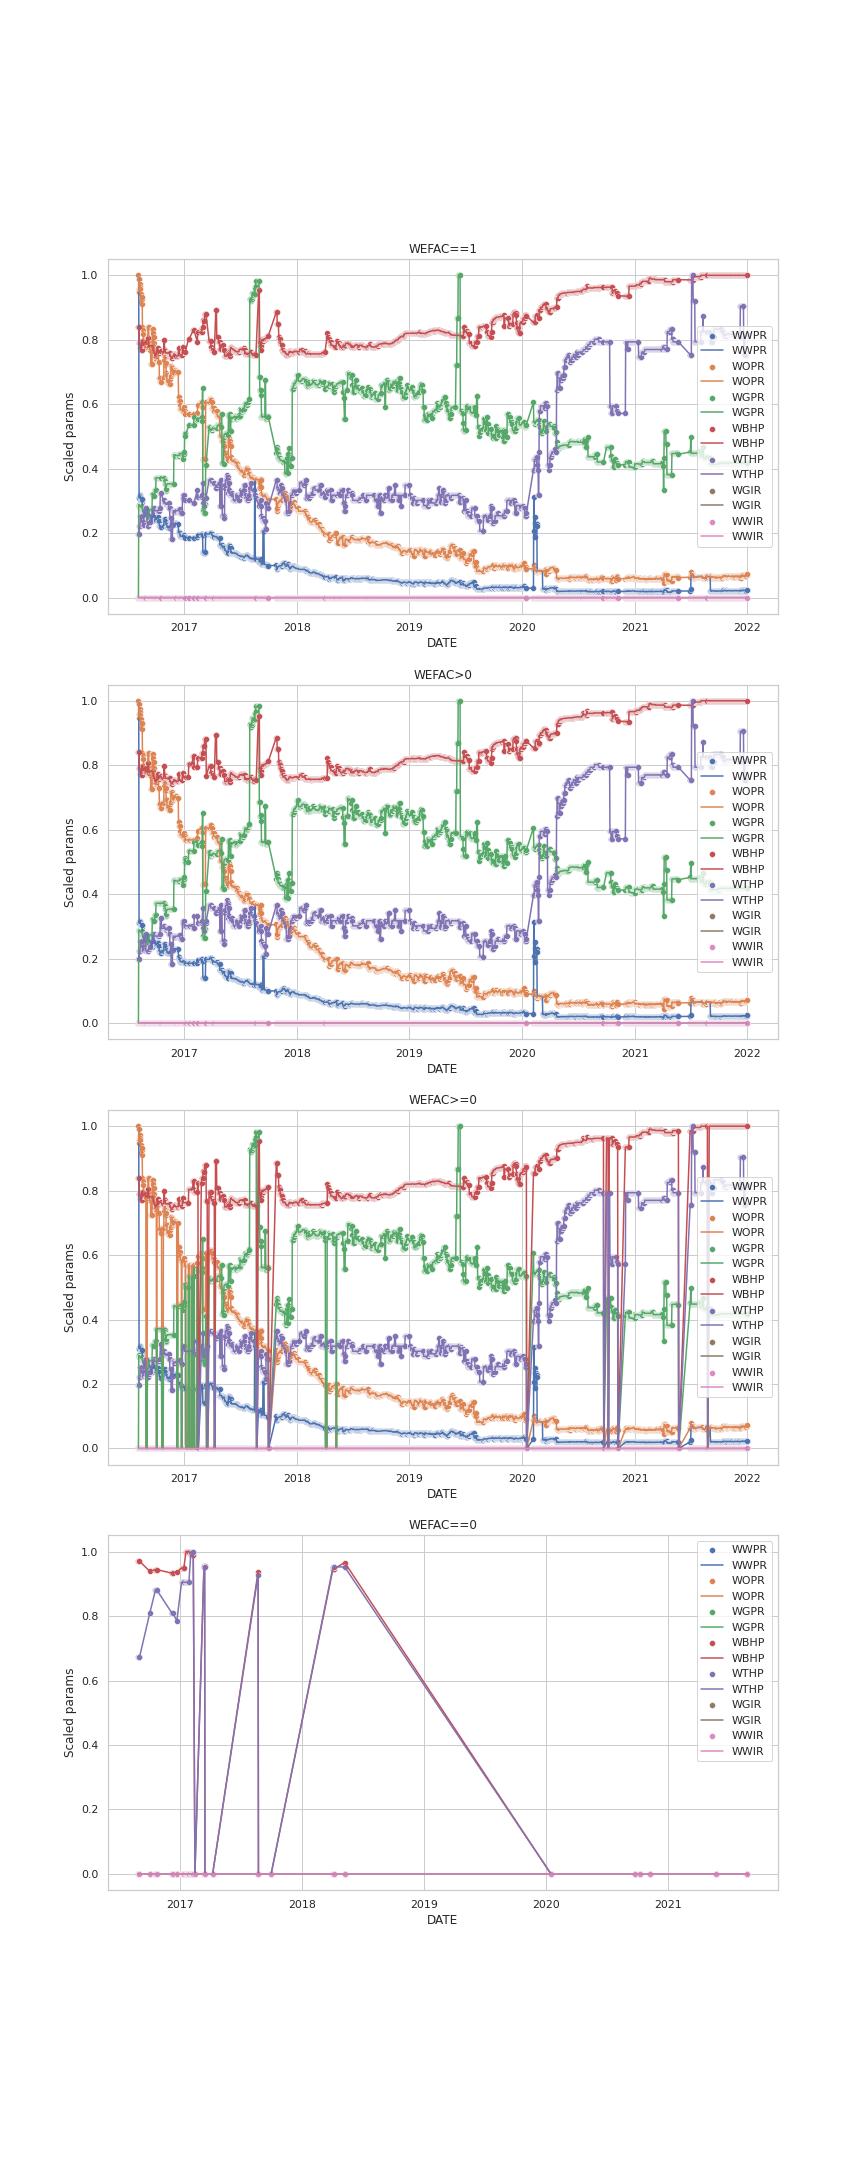 WEFAC==1
1.0
0.8
0.6
0.4
0.2
0.0
Scaled params
WWPR
WWPR
WOPR
WOPR
WGPR
WGPR
WBHP
WBHP
WTHP
WTHP
WGIR
WGIR
WWIR
WWIR
2017 2018 2019 2020 2021 2022
DATE
WEFAC>0
1.0
0.8
0.6
0.4
0.2
0.0
Scaled params
WWPR
WWPR
WOPR
WOPR
WGPR
WGPR
WBHP
WBHP
WTHP
WTHP
WGIR
WGIR
WWIR
WWIR
2017 2018 2019 2020 2021 2022
DATE
WEFAC>=0
1.0
0.8
0.6
0.4
0.2
0.0
Scaled params
WWPR
WWPR
WOPR
WOPR
WGPR
WGPR
WBHP
WBHP
WTHP
WTHP
WGIR
WGIR
WWIR
WWIR
2017 2018 2019 2020 2021 2022
DATE
WEFAC==0
1.0
0.8
0.6
0.4
0.2
0.0
Scaled params
WWPR
WWPR
WOPR
WOPR
WGPR
WGPR
WBHP
WBHP
WTHP
WTHP
WGIR
WGIR
WWIR
WWIR
2017 2018 2019 2020 2021
DATE